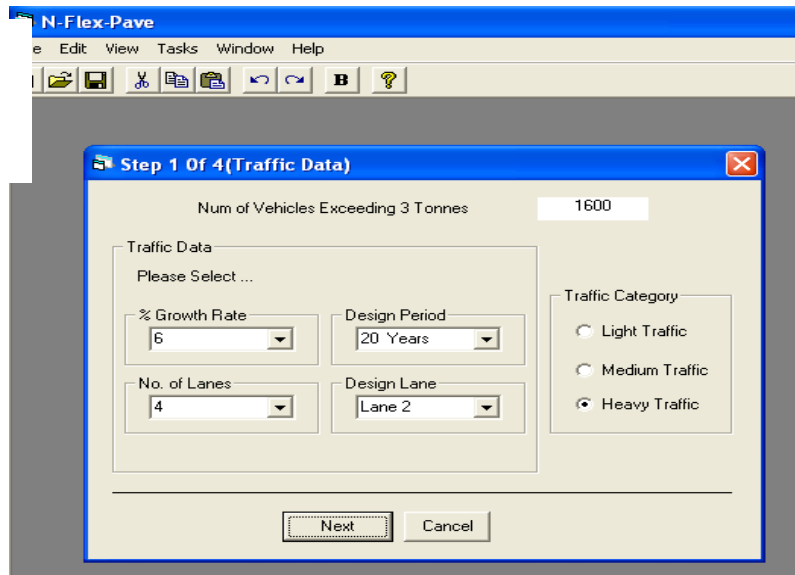 N-Flex-Pave
e Edit View Tasks Window Help
B ?
Step 1 Of 4(Traffic Data)
Num of Vehicles Exceeding 3 Tonnes 1600
Traffic Data
Please Select ...
% Growth Rate
6
Design Period
20 Years
No. of Lanes
4
Design Lane
Lane 2
Traffic Category
Light Traffic
Medium Traffic
Heavy Traffic
Next Cancel